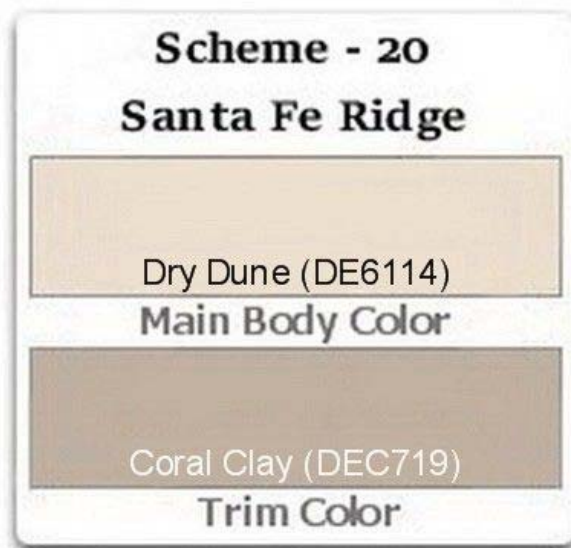 Scheme - 20
Santa Fe Ridge
Dry Dune (DE6114)
Main Body Color
Coral Clay (DEC719)
Trim Color